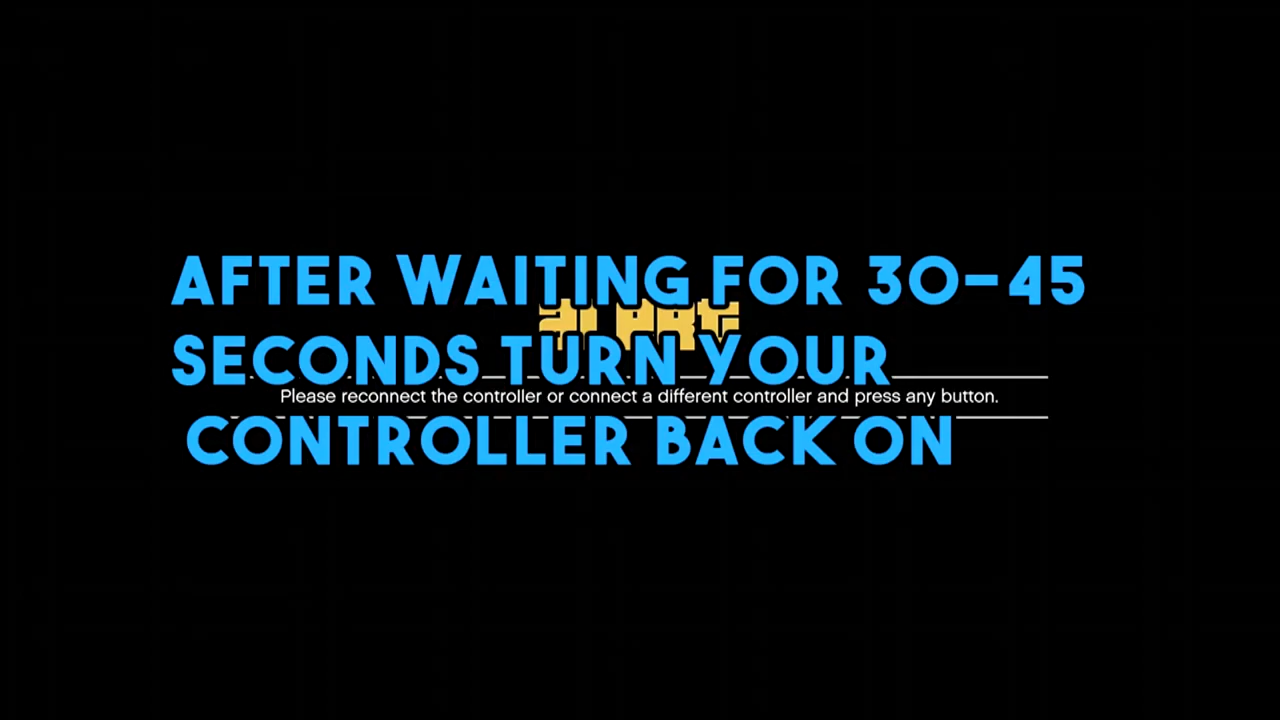 AFTER WAITING FOR 30-45
SECONDS TURN YOUR
Please reconnect the controller or connect a different controller and press any button.
CONTROLLER BACK ON